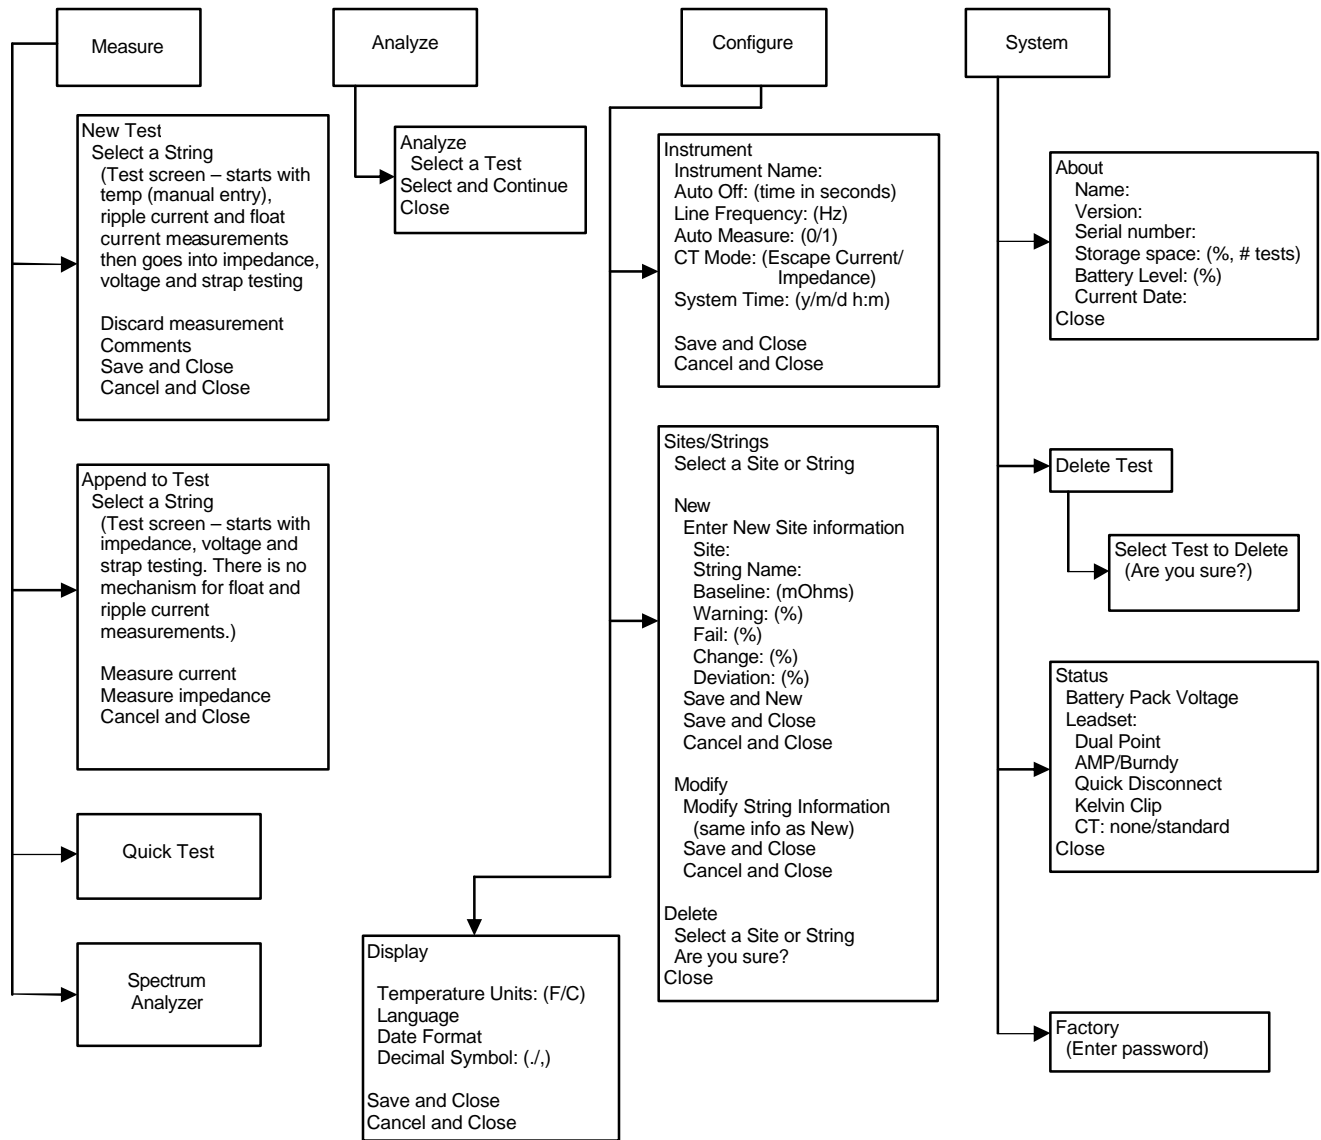 Measure
New Test
Select a String
(Test screen – starts with
temp (manual entry),
ripple current and float
current measurements
then goes into impedance,
voltage and strap testing
Discard measurement
Comments
Save and Close
Cancel and Close
Append to Test
Select a String
(Test screen – starts with
impedance, voltage and
strap testing. There is no
mechanism for float and
ripple current
measurements.)
Measure current
Measure impedance
Cancel and Close
Quick Test
Spectrum
Analyzer
Analyze
Analyze
Select a Test
Select and Continue
Close
Configure
Instrument
Instrument Name:
Auto Off: (time in seconds)
Line Frequency: (Hz)
Auto Measure: (0/1)
CT Mode: (Escape Current/
Impedance)
System Time: (y/m/d h:m)
Save and Close
Cancel and Close
Sites/Strings
Select a Site or String
New
Enter New Site information
Site:
String Name:
Baseline: (mOhms)
Warning: (%)
Fail: (%)
Change: (%)
Deviation: (%)
Save and New
Save and Close
Cancel and Close
Modify
Modify String Information
(same info as New)
Save and Close
Cancel and Close
Delete
Select a Site or String
Are you sure?
Close
Display
Temperature Units: (F/C)
Language
Date Format
Decimal Symbol: (./,)
Save and Close
Cancel and Close
System
About
Name:
Version:
Serial number:
Storage space: (%, # tests)
Battery Level: (%)
Current Date:
Close
Delete Test
Select Test to Delete
(Are you sure?)
Status
Battery Pack Voltage
Leadset:
Dual Point
AMP/Burndy
Quick Disconnect
Kelvin Clip
CT: none/standard
Close
Factory
(Enter password)